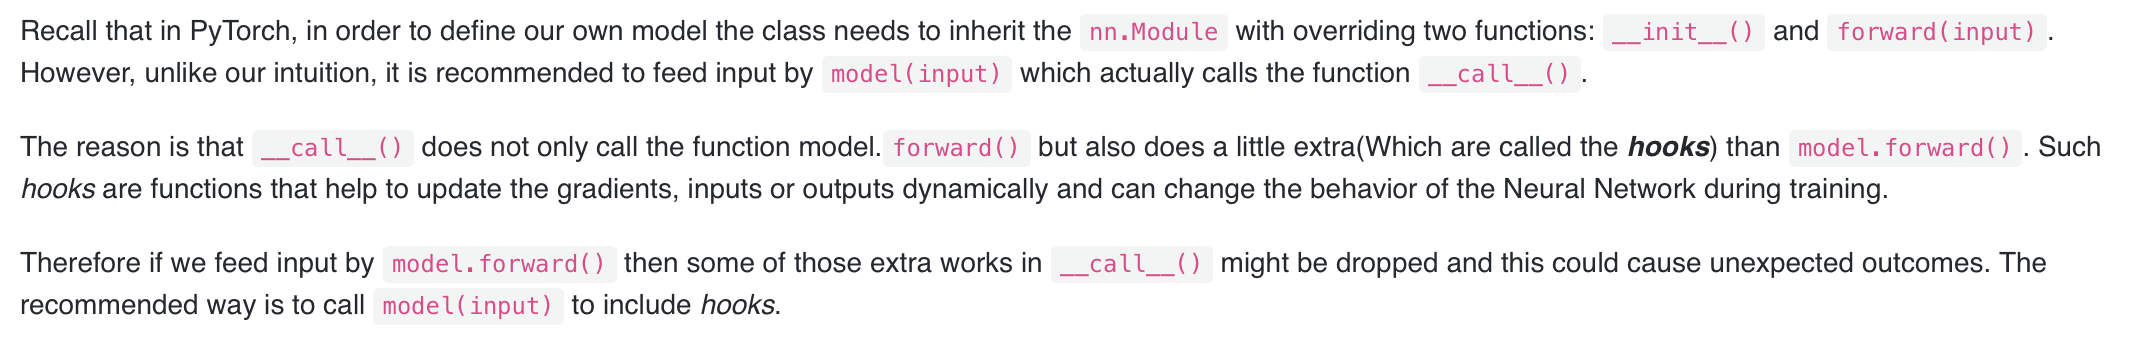 Recall that in PyTorch, in order to define our own model the class needs to inherit the nn.Module with overriding two functions: __init__() and forward(input).
However, unlike our intuition, it is recommended to feed input by model(input) which actually calls the function __call__().
The reason is that __call__() does not only call the function model.forward() but also does a little extra(Which are called the hooks) than model.forward(). Such
hooks are functions that help to update the gradients, inputs or outputs dynamically and can change the behavior of the Neural Network during training.
Therefore if we feed input by model.forward() then some of those extra works in __call__() might be dropped and this could cause unexpected outcomes. The
recommended way is to call model(input) to include hooks.